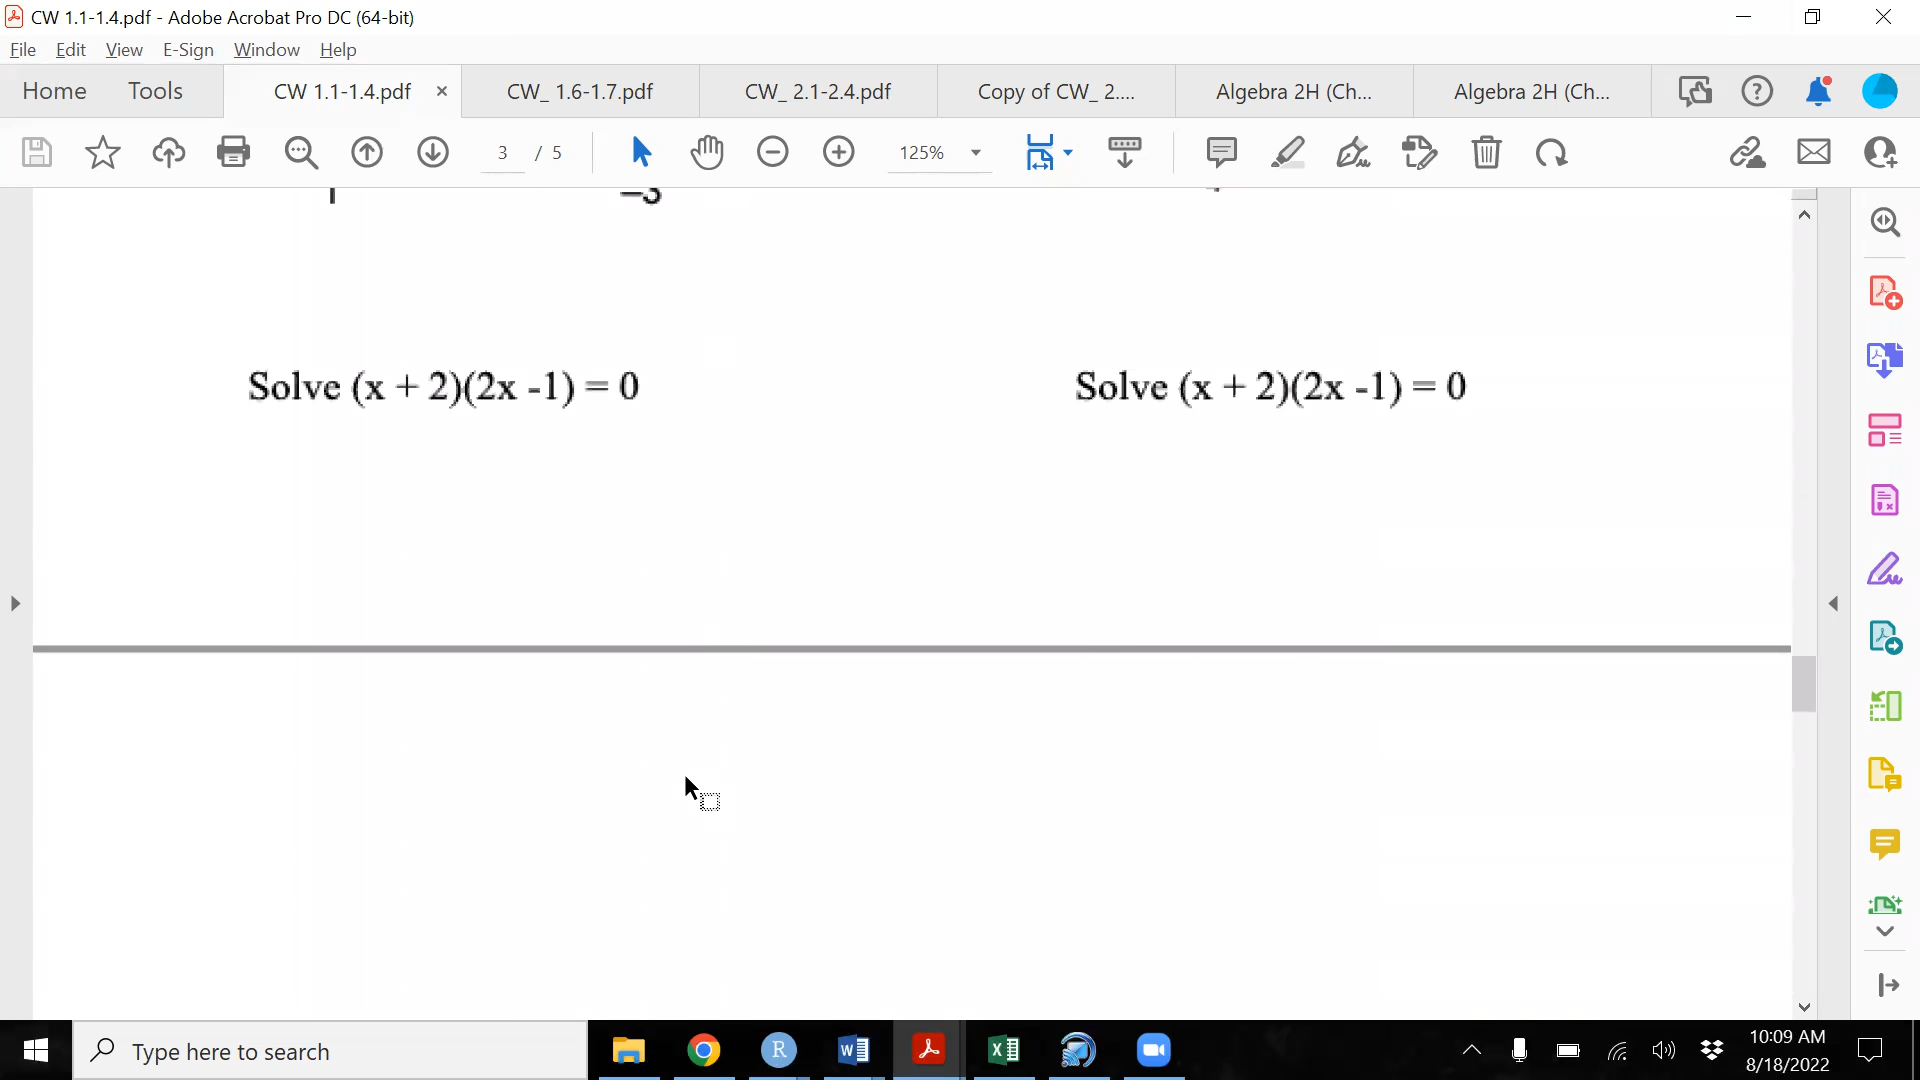 CW 1.1-1.4.pdf - Adobe Acrobat Pro DC (64-bit)
File Edit View E-Sign Window Help
Home Tools CW 1.1-1.4.pdf × CW_ 1.6-1.7.pdf CW_ 2.1-2.4.pdf Copy of CW_ 2.... Algebra 2H (Ch... Algebra 2H (Ch...
3 / 5 125%
−3
Solve (x + 2)(2x -1) = 0 Solve (x + 2)(2x -1) = 0
Type here to search
10:09 AM
8/18/2022